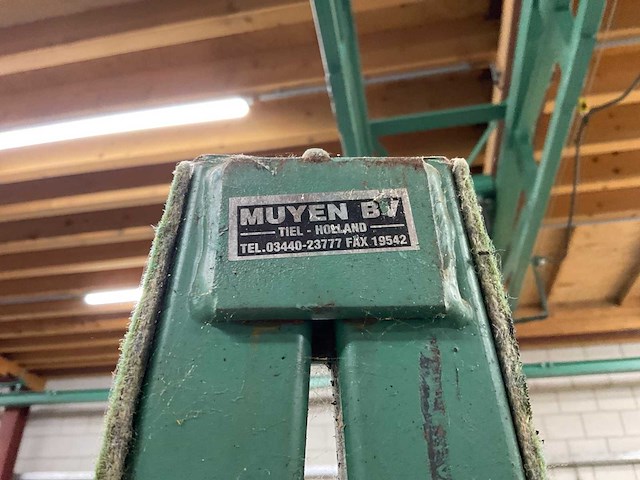 MUYEN BV
TIEL - HOLLAND
TEL.03440-23777 FAX 19542